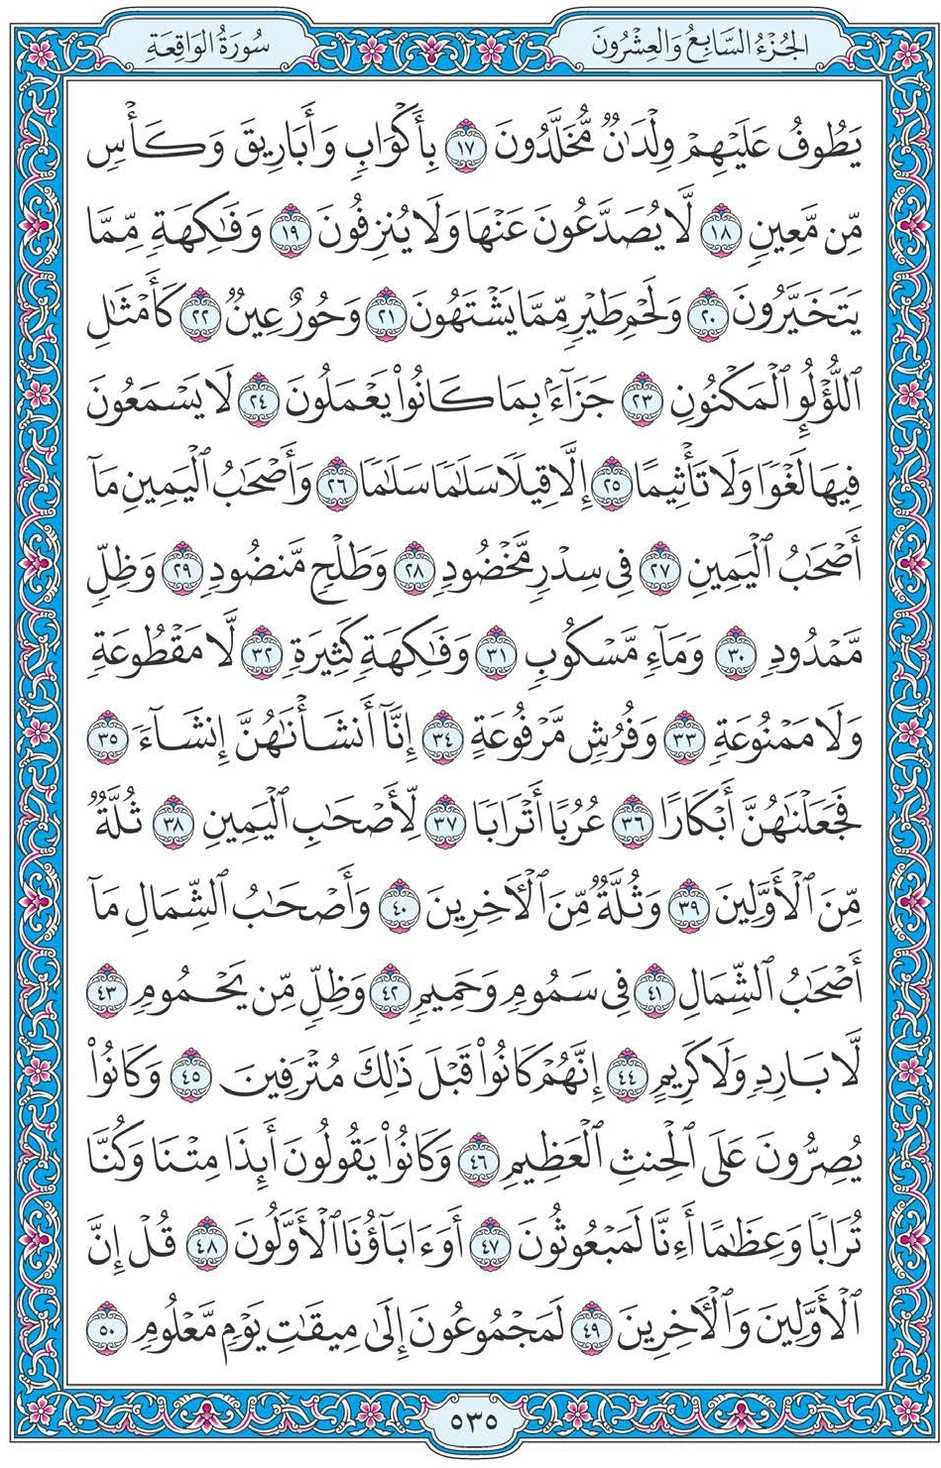 الجُزْءُ السَّابِعُ وَالعِشْرُونَ
سُورَةُ الوَاقِعَةِ
يَطُوفُ عَلَيْهِمْ وِلْدَٰنٌ مُّخَلَّدُونَ ١٧ بِأَكْوَابٍ وَأَبَارِيقَ وَكَأْسٍ
مِّن مَّعِينٍ ١٨ لَّا يُصَدَّعُونَ عَنْهَا وَلَا يُنزِفُونَ ١٩ وَفَٰكِهَةٍ مِّمَّا
يَتَخَيَّرُونَ ٢٠ وَلَحْمِ طَيْرٍ مِّمَّا يَشْتَهُونَ ٢١ وَحُورٌ عِينٌ ٢٢ كَأَمْثَٰلِ
ٱللُّؤْلُوِٕ ٱلْمَكْنُونِ ٢٣ جَزَآءًۢ بِمَا كَانُوا۟ يَعْمَلُونَ ٢٤ لَا يَسْمَعُونَ
فِيهَا لَغْوًا وَلَا تَأْثِيمًا ٢٥ إِلَّا قِيلًا سَلَٰمًا سَلَٰمًا ٢٦ وَأَصْحَٰبُ ٱلْيَمِينِ مَآ
أَصْحَٰبُ ٱلْيَمِينِ ٢٧ فِى سِدْرٍ مَّخْضُودٍ ٢٨ وَطَلْحٍ مَّنضُودٍ ٢٩ وَظِلٍّ
مَّمْدُودٍ ٣٠ وَمَآءٍ مَّسْكُوبٍ ٣١ وَفَٰكِهَةٍ كَثِيرَةٍ ٣٢ لَّا مَقْطُوعَةٍ
وَلَا مَمْنُوعَةٍ ٣٣ وَفُرُشٍ مَّرْفُوعَةٍ ٣٤ إِنَّآ أَنشَأْنَٰهُنَّ إِنشَآءً ٣٥
فَجَعَلْنَٰهُنَّ أَبْكَارًا ٣٦ عُرُبًا أَتْرَابًا ٣٧ لِّأَصْحَٰبِ ٱلْيَمِينِ ٣٨ ثُلَّةٌ
مِّنَ ٱلْأَوَّلِينَ ٣٩ وَثُلَّةٌ مِّنَ ٱلْءَاخِرِينَ ٤٠ وَأَصْحَٰبُ ٱلشِّمَالِ مَآ
أَصْحَٰبُ ٱلشِّمَالِ ٤١ فِى سَمُومٍ وَحَمِيمٍ ٤٢ وَظِلٍّ مِّن يَحْمُومٍ ٤٣
لَّا بَارِدٍ وَلَا كَرِيمٍ ٤٤ إِنَّهُمْ كَانُوا۟ قَبْلَ ذَٰلِكَ مُتْرَفِينَ ٤٥ وَكَانُوا۟
يُصِرُّونَ عَلَى ٱلْحِنثِ ٱلْعَظِيمِ ٤٦ وَكَانُوا۟ يَقُولُونَ أَئِذَا مِتْنَا وَكُنَّا
تُرَابًا وَعِظَٰمًا أَءِنَّا لَمَبْعُوثُونَ ٤٧ أَوَءَابَآؤُنَا ٱلْأَوَّلُونَ ٤٨ قُلْ إِنَّ
ٱلْأَوَّلِينَ وَٱلْءَاخِرِينَ ٤٩ لَمَجْمُوعُونَ إِلَىٰ مِيقَٰتِ يَوْمٍ مَّعْلُومٍ ٥٠
٥٣٥